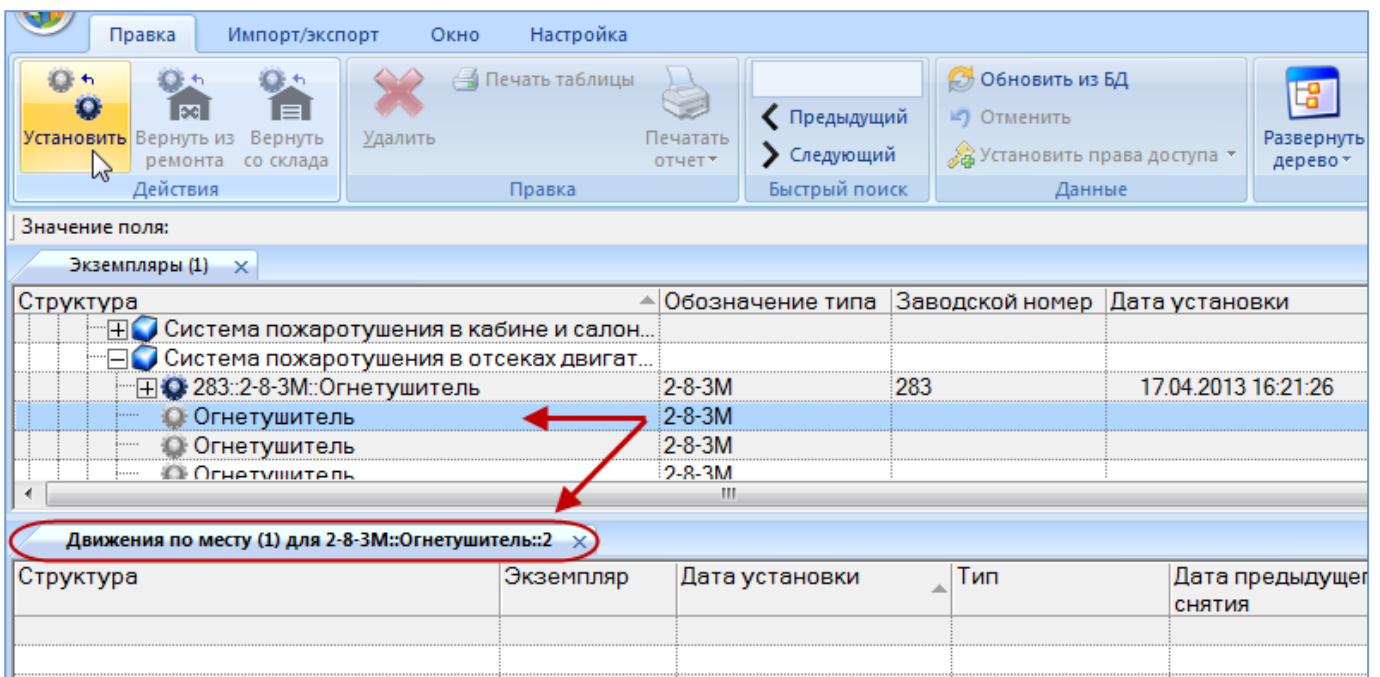 Правка Импорт/экспорт Окно Настройка
Установить Вернуть из ремонта Вернуть со склада
Действия
Удалить Печать таблицы Печатать отчет
Правка
Предыдущий
Следующий
Быстрый поиск
Обновить из БД
Отменить
Установить права доступа
Данные
Развернуть дерево
Значение поля:
Экземпляры (1)
Структура Обозначение типа Заводской номер Дата установки
Система пожаротушения в кабине и салон...
Система пожаротушения в отсеках двигат...
283::2-8-3М::Огнетушитель 2-8-3М 283 17.04.2013 16:21:26
Огнетушитель 2-8-3М
Огнетушитель 2-8-3М
Огнетушитель 2-8-3М
Движения по месту (1) для 2-8-3М::Огнетушитель::2
Структура Экземпляр Дата установки Тип Дата предыдущег
снятия